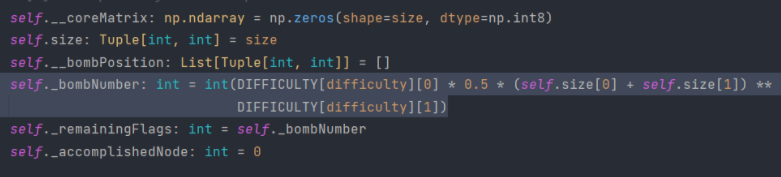 self.__coreMatrix: np.ndarray = np.zeros(shape=size, dtype=np.int8)
self.size: Tuple[int, int] = size
self.__bombPosition: List[Tuple[int, int]] = []
self._bombNumber: int = int(DIFFICULTY[difficulty][0] * 0.5 * (self.size[0] + self.size[1]) **
DIFFICULTY[difficulty][1])
self._remainingFlags: int = self._bombNumber
self._accomplishedNode: int = 0